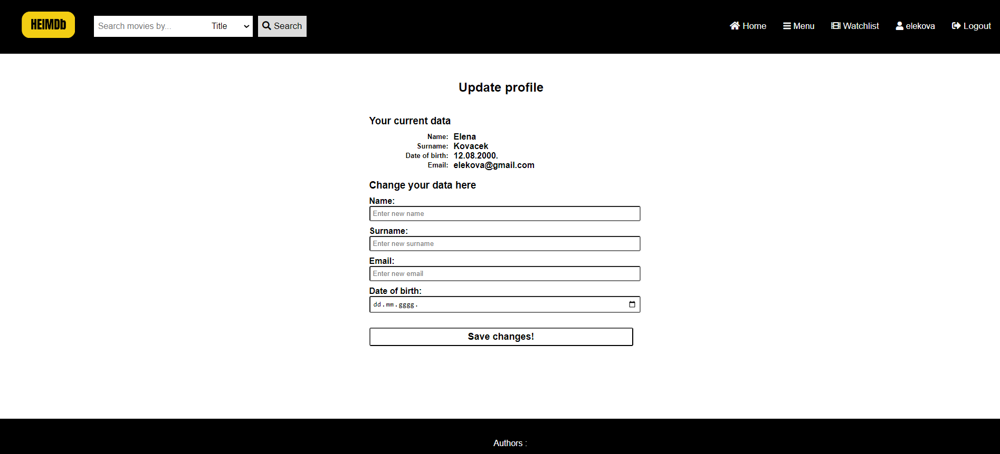 HEIMDb
Search movies by... Title Search Home Menu Watchlist elekova Logout
Update profile
Your current data
Name: Elena
Surname: Kovacek
Date of birth: 12.08.2000.
Email: elekova@gmail.com
Change your data here
Name:
Enter new name
Surname:
Enter new surname
Email:
Enter new email
Date of birth:
dd.mm.gggg.
Save changes!
Authors :